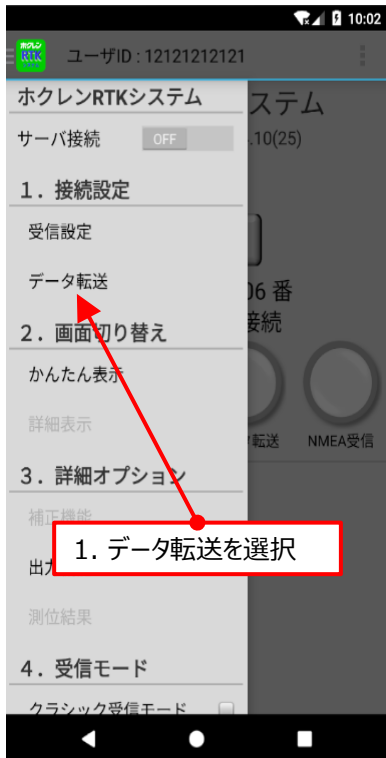 10:02
ホクレン
RTK
ユーザID : 12121212121
ホクレンRTKシステム
ステム
サーバ接続 OFF
.10(25)
1. 接続設定
受信設定
データ転送
06 番
2. 画面切り替え
接続
かんたん表示
詳細表示
転送 NMEA受信
3. 詳細オプション
補正機能
1. データ転送を選択
出力
測位結果
4. 受信モード
クラシック受信モード